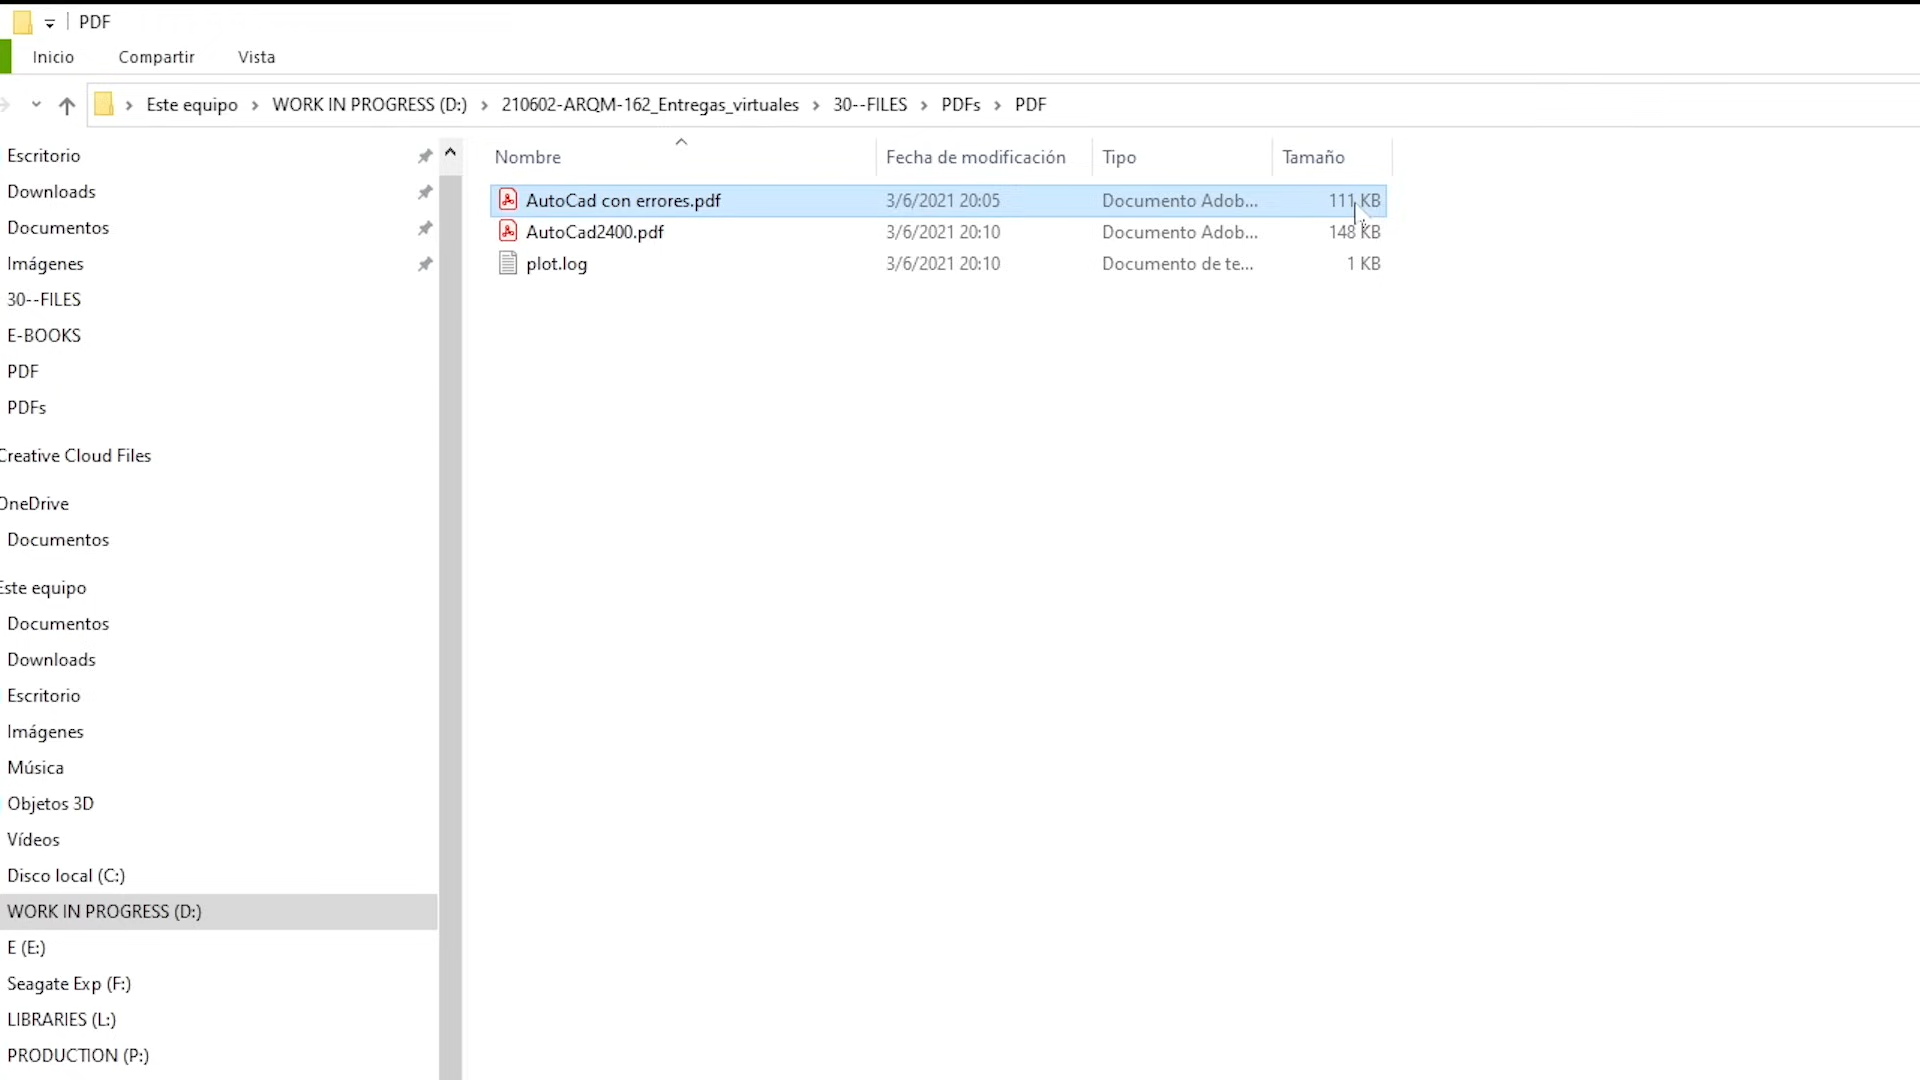 PDF
Inicio Compartir Vista
Este equipo WORK IN PROGRESS (D:) 210602-ARQM-162_Entregas_virtuales 30--FILES PDFs PDF
Escritorio
Downloads
Documentos
Imágenes
30--FILES
E-BOOKS
PDF
PDFs
Creative Cloud Files
OneDrive
Documentos
Este equipo
Documentos
Downloads
Escritorio
Imágenes
Música
Objetos 3D
Vídeos
Disco local (C:)
WORK IN PROGRESS (D:)
E (E:)
Seagate Exp (F:)
LIBRARIES (L:)
PRODUCTION (P:)
Nombre Fecha de modificación Tipo Tamaño
AutoCad con errores.pdf 3/6/2021 20:05 Documento Adob... 111 KB
AutoCad2400.pdf 3/6/2021 20:10 Documento Adob... 148 KB
plot.log 3/6/2021 20:10 Documento de te... 1 KB